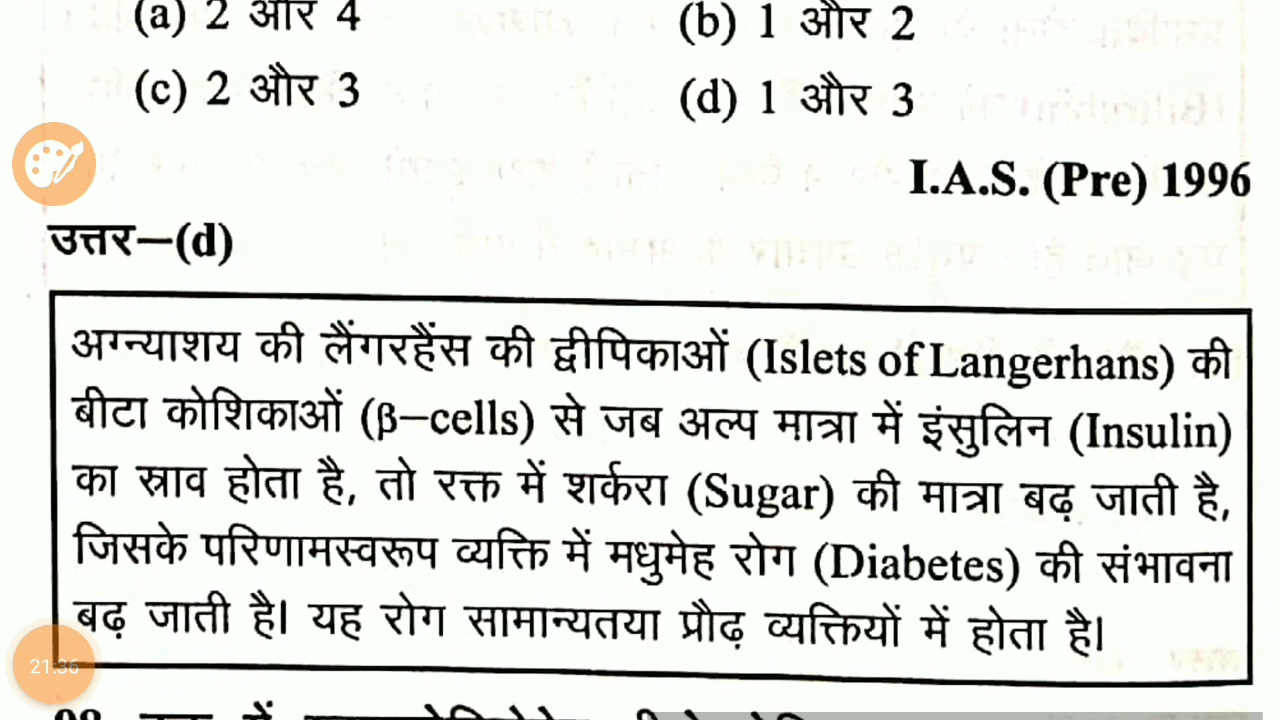 (a) 2 और 4
(b) 1 और 2
(c) 2 और 3
(d) 1 और 3
I.A.S. (Pre) 1996
उत्तर–(d)
अग्न्याशय की लैंगरहैंस की द्वीपिकाओं (Islets of Langerhans) की
बीटा कोशिकाओं (β–cells) से जब अल्प मात्रा में इंसुलिन (Insulin)
का स्राव होता है, तो रक्त में शर्करा (Sugar) की मात्रा बढ़ जाती है,
जिसके परिणामस्वरूप व्यक्ति में मधुमेह रोग (Diabetes) की संभावना
बढ़ जाती है। यह रोग सामान्यतया प्रौढ़ व्यक्तियों में होता है।
21:36